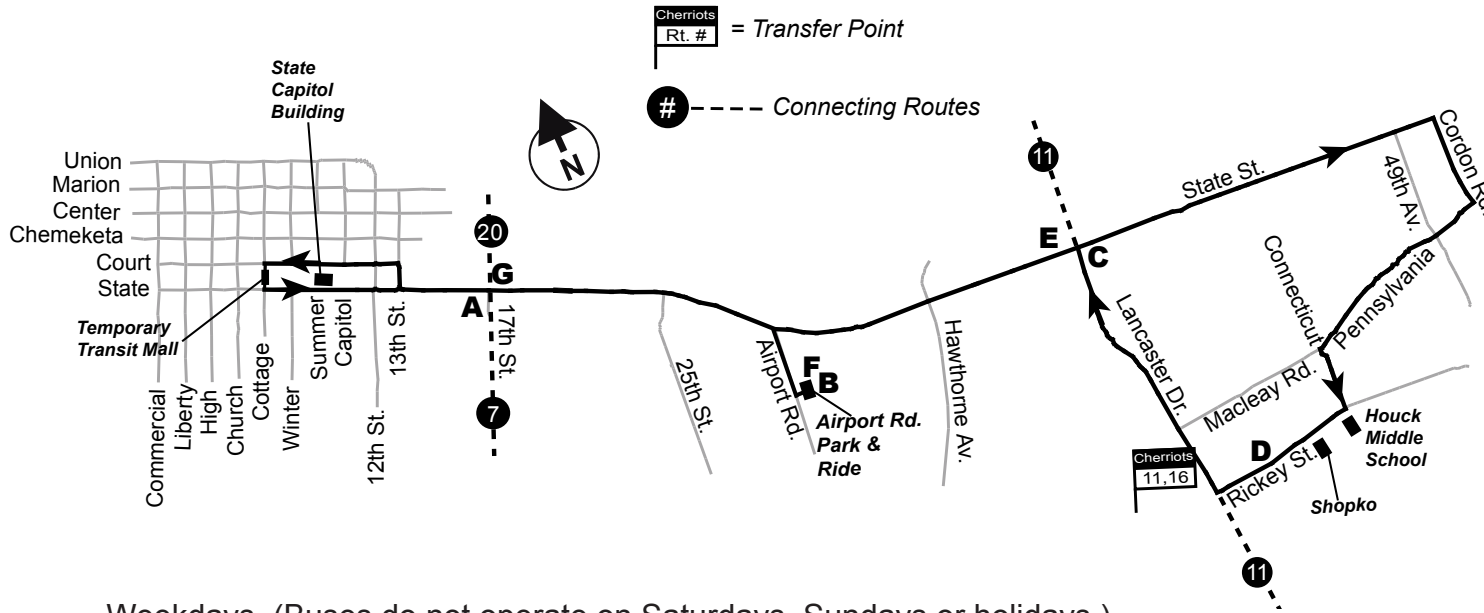 Cherriots
Rt. #
= Transfer Point
#
Connecting Routes
State
Capitol
Building
N
Union
Marion
Center
Chemeketa
Court
State
Temporary
Transit Mall
Commercial
Liberty
High
Church
Cottage
Winter
Summer
Capitol
12th St.
13th St.
20
G
A
17th St.
7
25th St.
Airport Rd.
F
B
Airport Rd.
Park &
Ride
Hawthorne Av.
11
E
C
State St.
Cordon Rd.
49th Av.
Connecticut
Pennsylvania
Lancaster Dr.
Macleay Rd.
Cherriots
11,16
D
Rickey St.
Houck
Middle
School
Shopko
11
Weekdays (Buses do not operate on Saturdays, Sundays or holidays.)